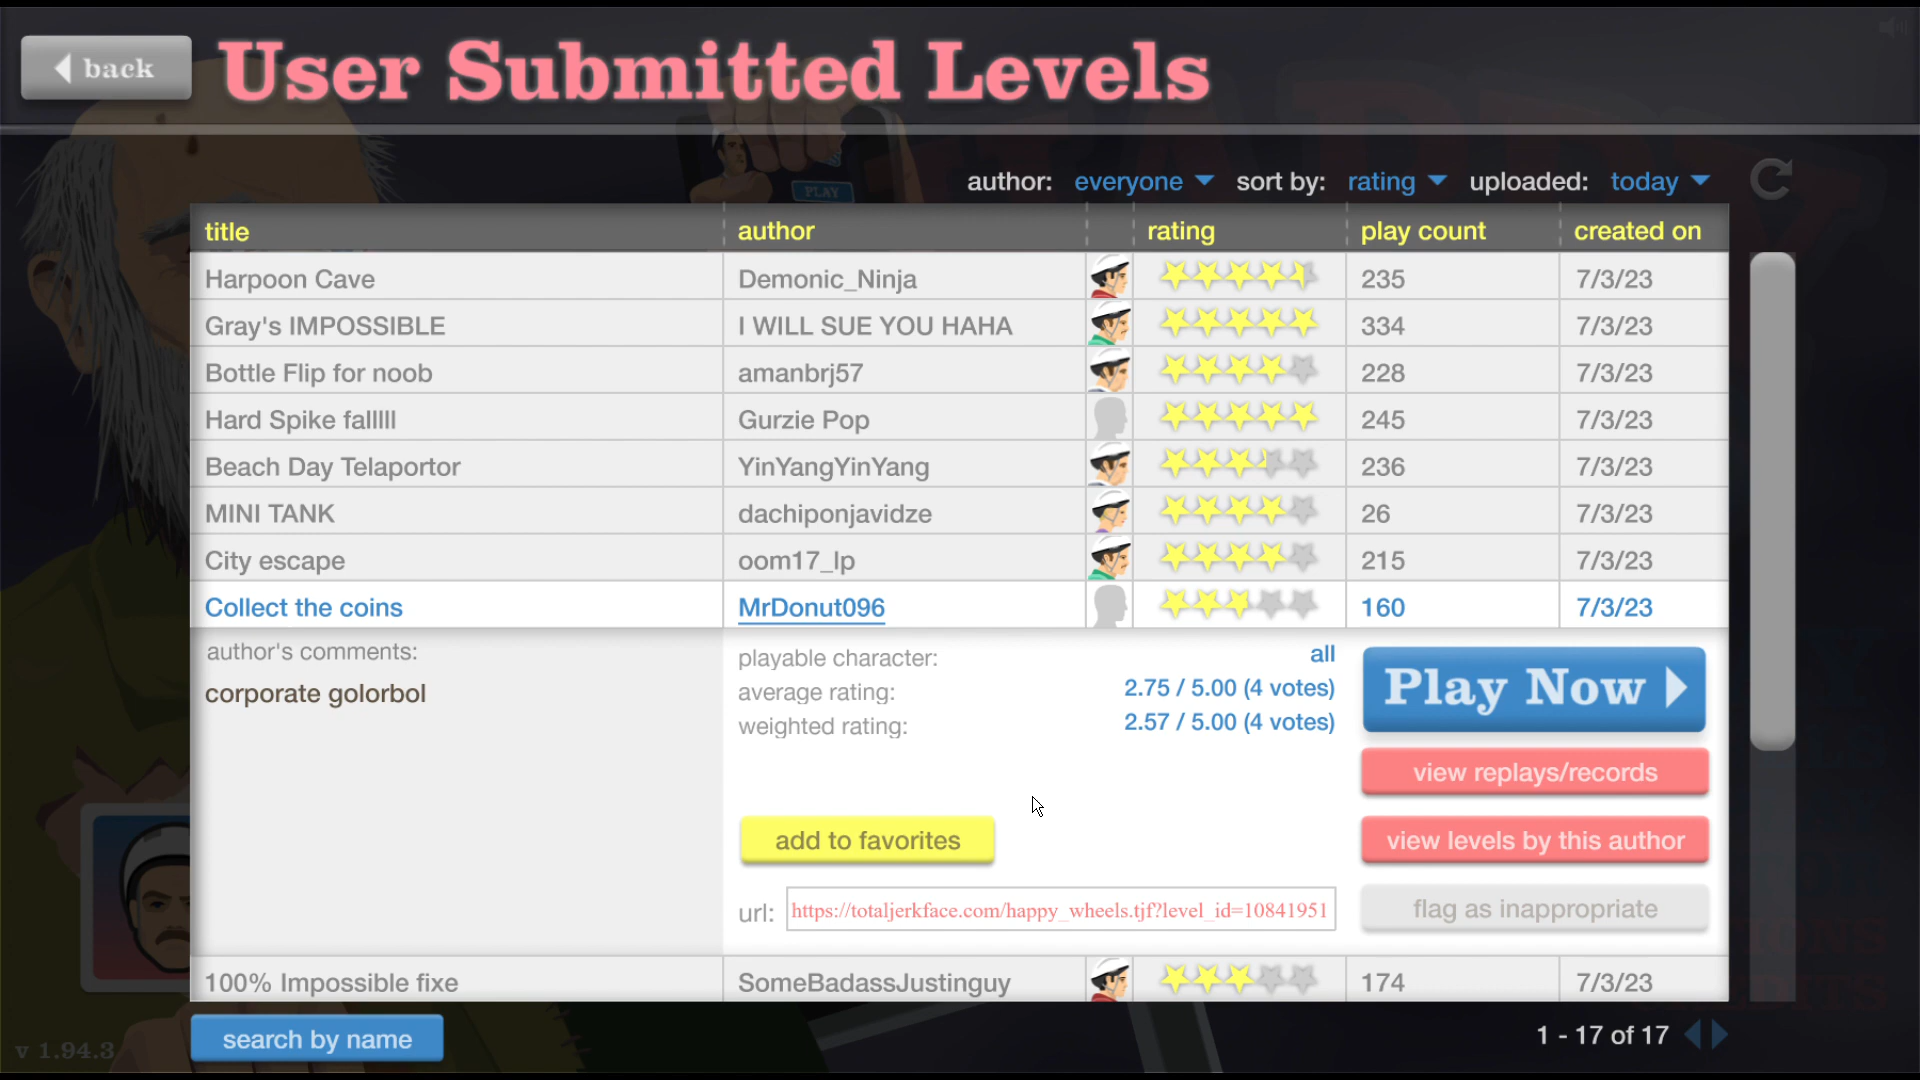 back
User Submitted Levels
PLAY
author: everyone sort by: rating uploaded: today
title author rating play count created on
Harpoon Cave Demonic_Ninja 235 7/3/23
Gray's IMPOSSIBLE I WILL SUE YOU HAHA 334 7/3/23
Bottle Flip for noob amanbrj57 228 7/3/23
Hard Spike falllll Gurzie Pop 245 7/3/23
Beach Day Telaportor YinYangYinYang 236 7/3/23
MINI TANK dachiponjavidze 26 7/3/23
City escape oom17_lp 215 7/3/23
Collect the coins MrDonut096 160 7/3/23
author's comments:
corporate golorbol
playable character: all
average rating: 2.75 / 5.00 (4 votes)
weighted rating: 2.57 / 5.00 (4 votes)
Play Now
view replays/records
add to favorites
view levels by this author
url: https://totaljerkface.com/happy_wheels.tjf?level_id=10841951
flag as inappropriate
100% Impossible fixe SomeBadassJustinguy 174 7/3/23
search by name
1 - 17 of 17
v 1.94.3